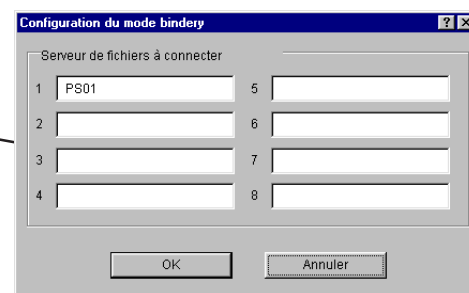 Configuration du mode bindery
Serveur de fichiers à connecter
1 PS01 5
2 6
3 7
4 8
OK Annuler